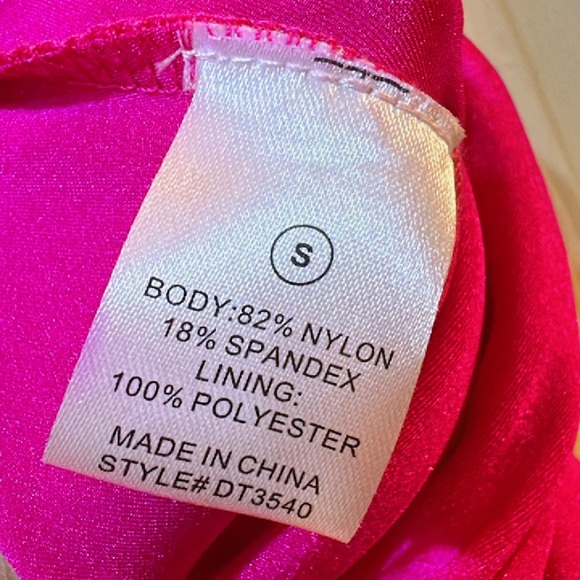 S
BODY:82% NYLON
18% SPANDEX
LINING:
100% POLYESTER
MADE IN CHINA
STYLE# DT3540